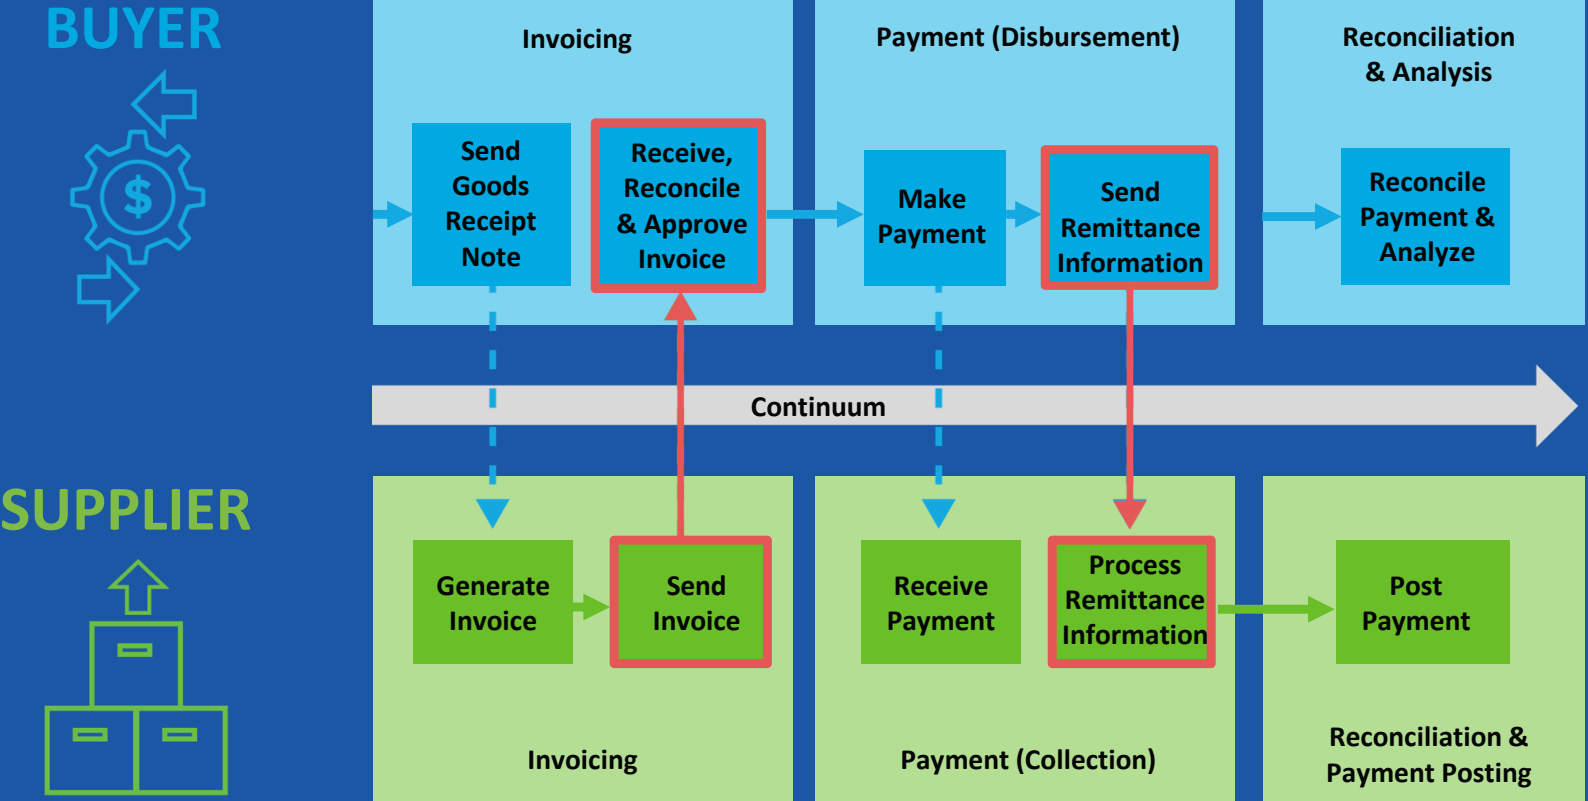 BUYER
Invoicing
Payment (Disbursement)
Reconciliation
& Analysis
Send
Goods
Receipt
Note
Receive,
Reconcile
& Approve
Invoice
Make
Payment
Send
Remittance
Information
Reconcile
Payment &
Analyze
$
Continuum
SUPPLIER
Generate
Invoice
Send
Invoice
Receive
Payment
Process
Remittance
Information
Post
Payment
Invoicing
Payment (Collection)
Reconciliation &
Payment Posting